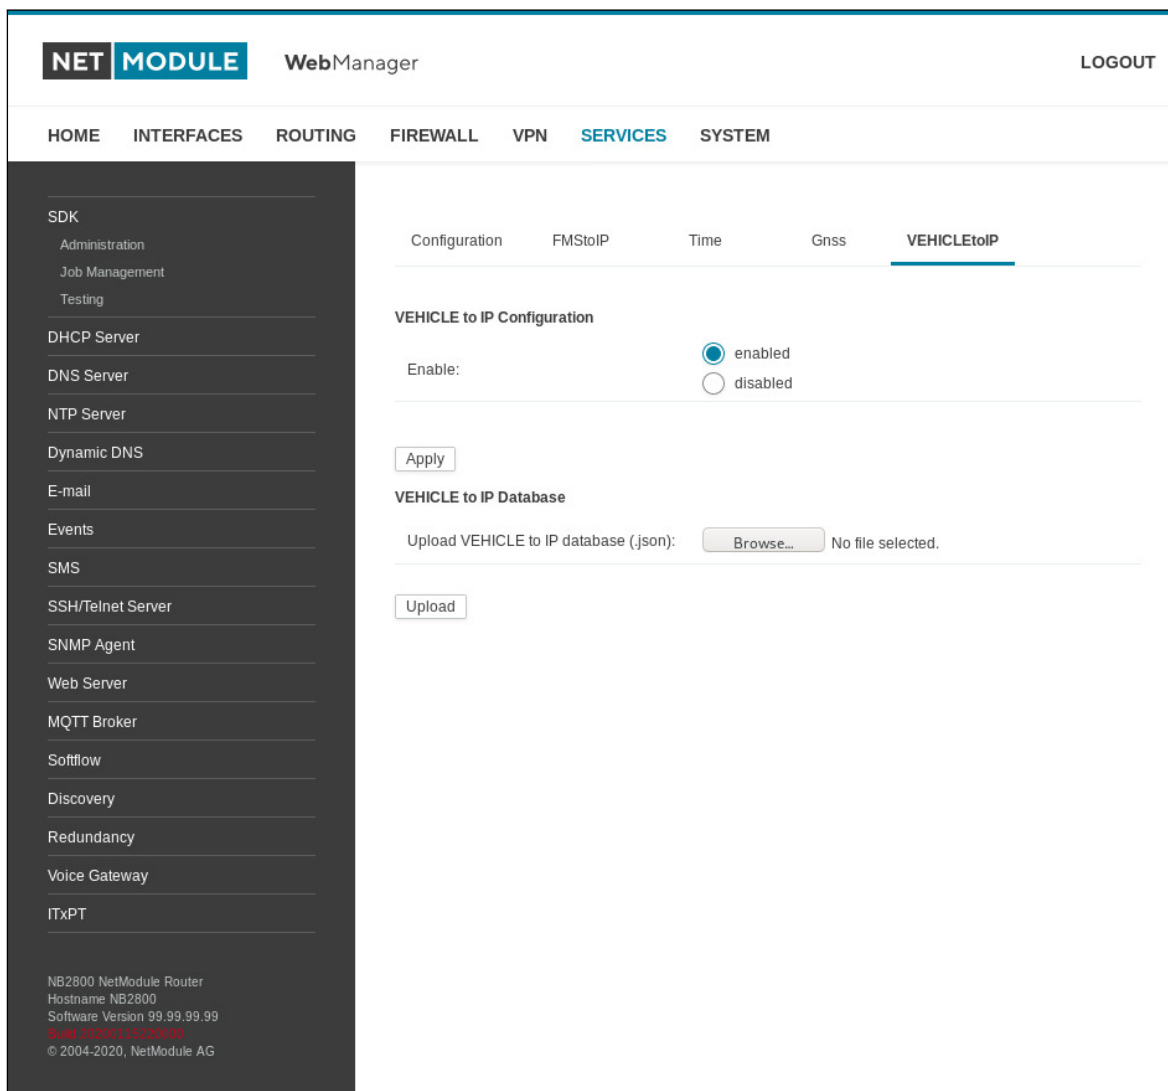 NET MODULE WebManager LOGOUT
HOME INTERFACES ROUTING FIREWALL VPN SERVICES SYSTEM
SDK
Administration
Job Management
Testing
DHCP Server
DNS Server
NTP Server
Dynamic DNS
E-mail
Events
SMS
SSH/Telnet Server
SNMP Agent
Web Server
MQTT Broker
Softflow
Discovery
Redundancy
Voice Gateway
ITxPT
NB2800 NetModule Router
Hostname NB2800
Software Version 99.99.99.99
Build
© 2004-2020, NetModule AG
Configuration FMStoIP Time Gnss VEHICLEtoIP
VEHICLE to IP Configuration
Enable:
enabled
disabled
Apply
VEHICLE to IP Database
Upload VEHICLE to IP database (.json): Browse... No file selected.
Upload